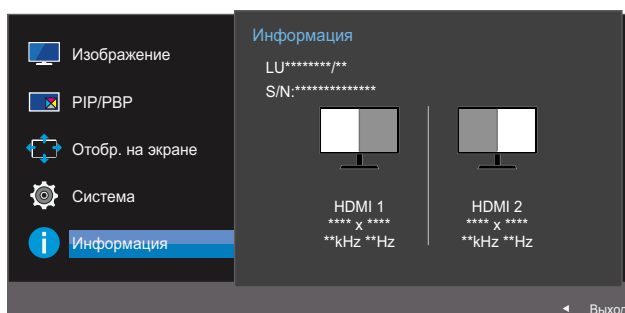 Изображение
PIP/PBP
Отобр. на экране
Система
Информация
Информация
LU********/**
S/N:**************
HDMI 1
**** x ****
**kHz **Hz
HDMI 2
**** x ****
**kHz **Hz
Выход